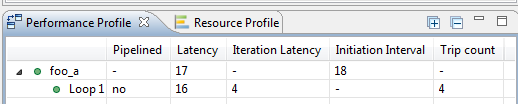 Performance Profile Resource Profile
Pipelined Latency Iteration Latency Initiation Interval Trip count
foo_a - 17 - 18 -
Loop 1 no 16 4 - 4